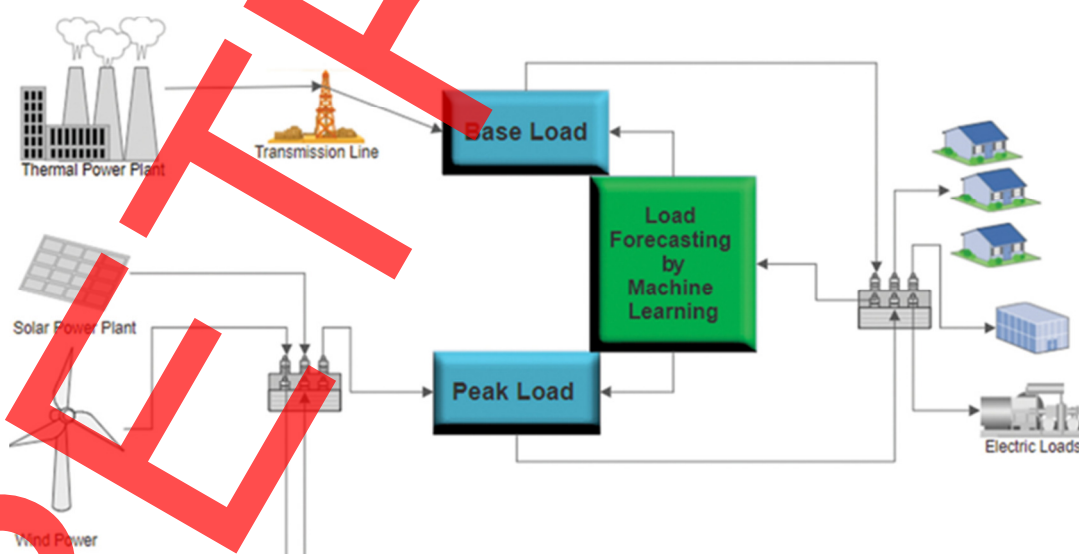 Base Load
Transmission Line
Thermal Power Plant
Load
Forecasting
by
Machine
Learning
Solar Power Plant
Peak Load
Electric Loads
Wind Power